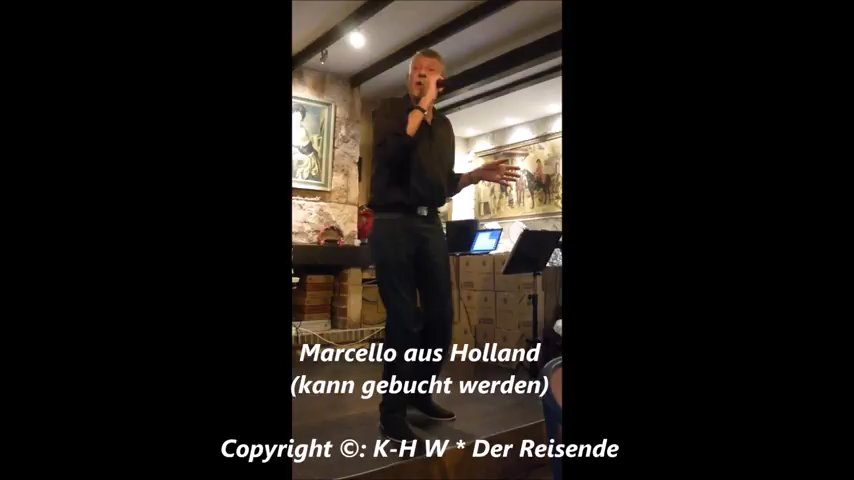 Marcello aus Holland
(kann gebucht werden)
Copyright ©: K-H W * Der Reisende